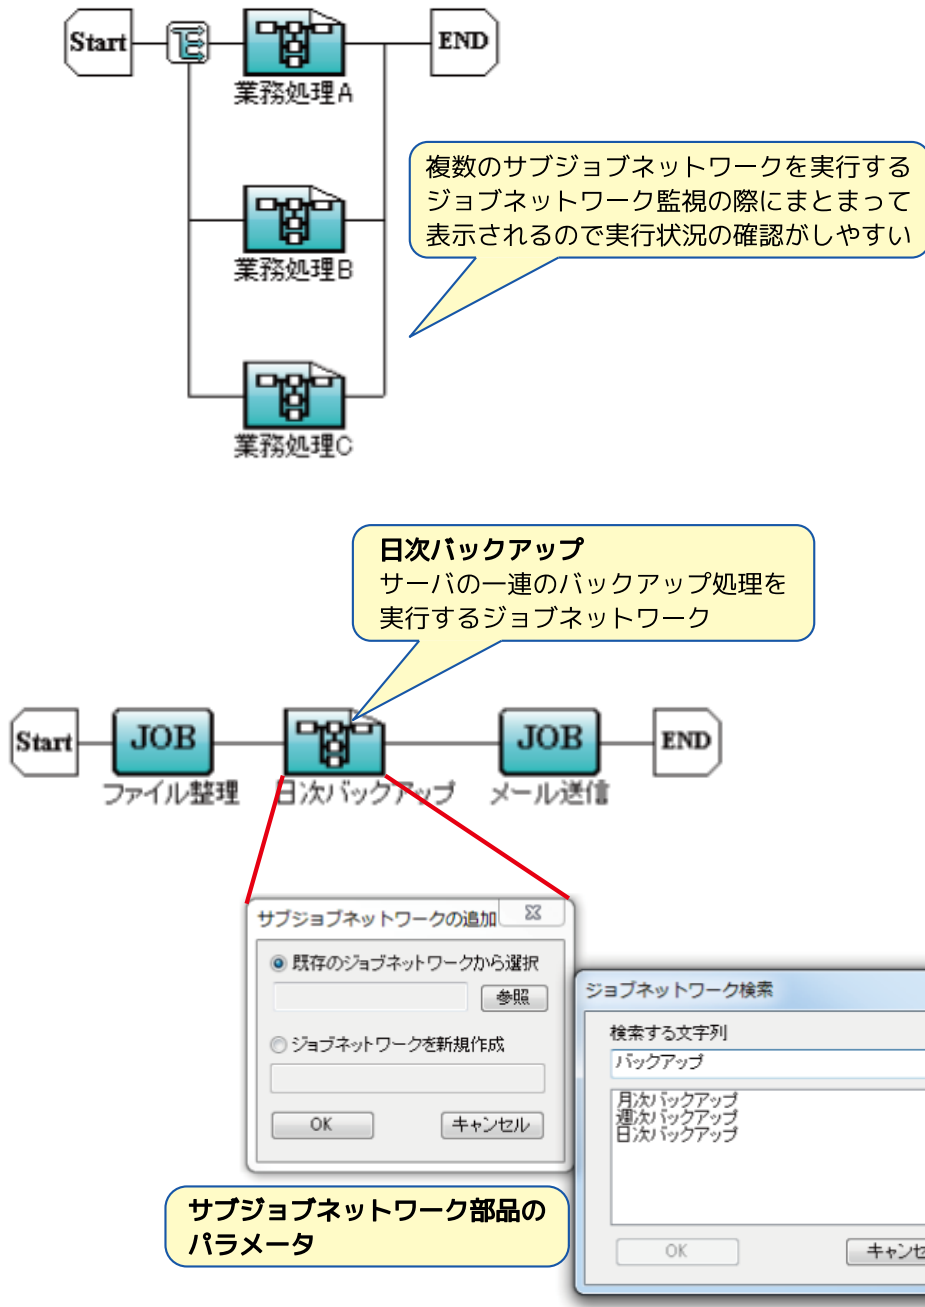 Start
END
業務処理A
複数のサブジョブネットワークを実行する
ジョブネットワーク監視の際にまとまって
表示されるので実行状況の確認がしやすい
業務処理B
業務処理C
日次バックアップ
サーバの一連のバックアップ処理を
実行するジョブネットワーク
Start
JOB
JOB
END
ファイル整理
日次バックアップ
メール送信
サブジョブネットワークの追加
既存のジョブネットワークから選択
参照
ジョブネットワークを新規作成
OK
キャンセル
ジョブネットワーク検索
検索する文字列
バックアップ
月次バックアップ
週次バックアップ
日次バックアップ
OK
キャンセ
サブジョブネットワーク部品の
パラメータ